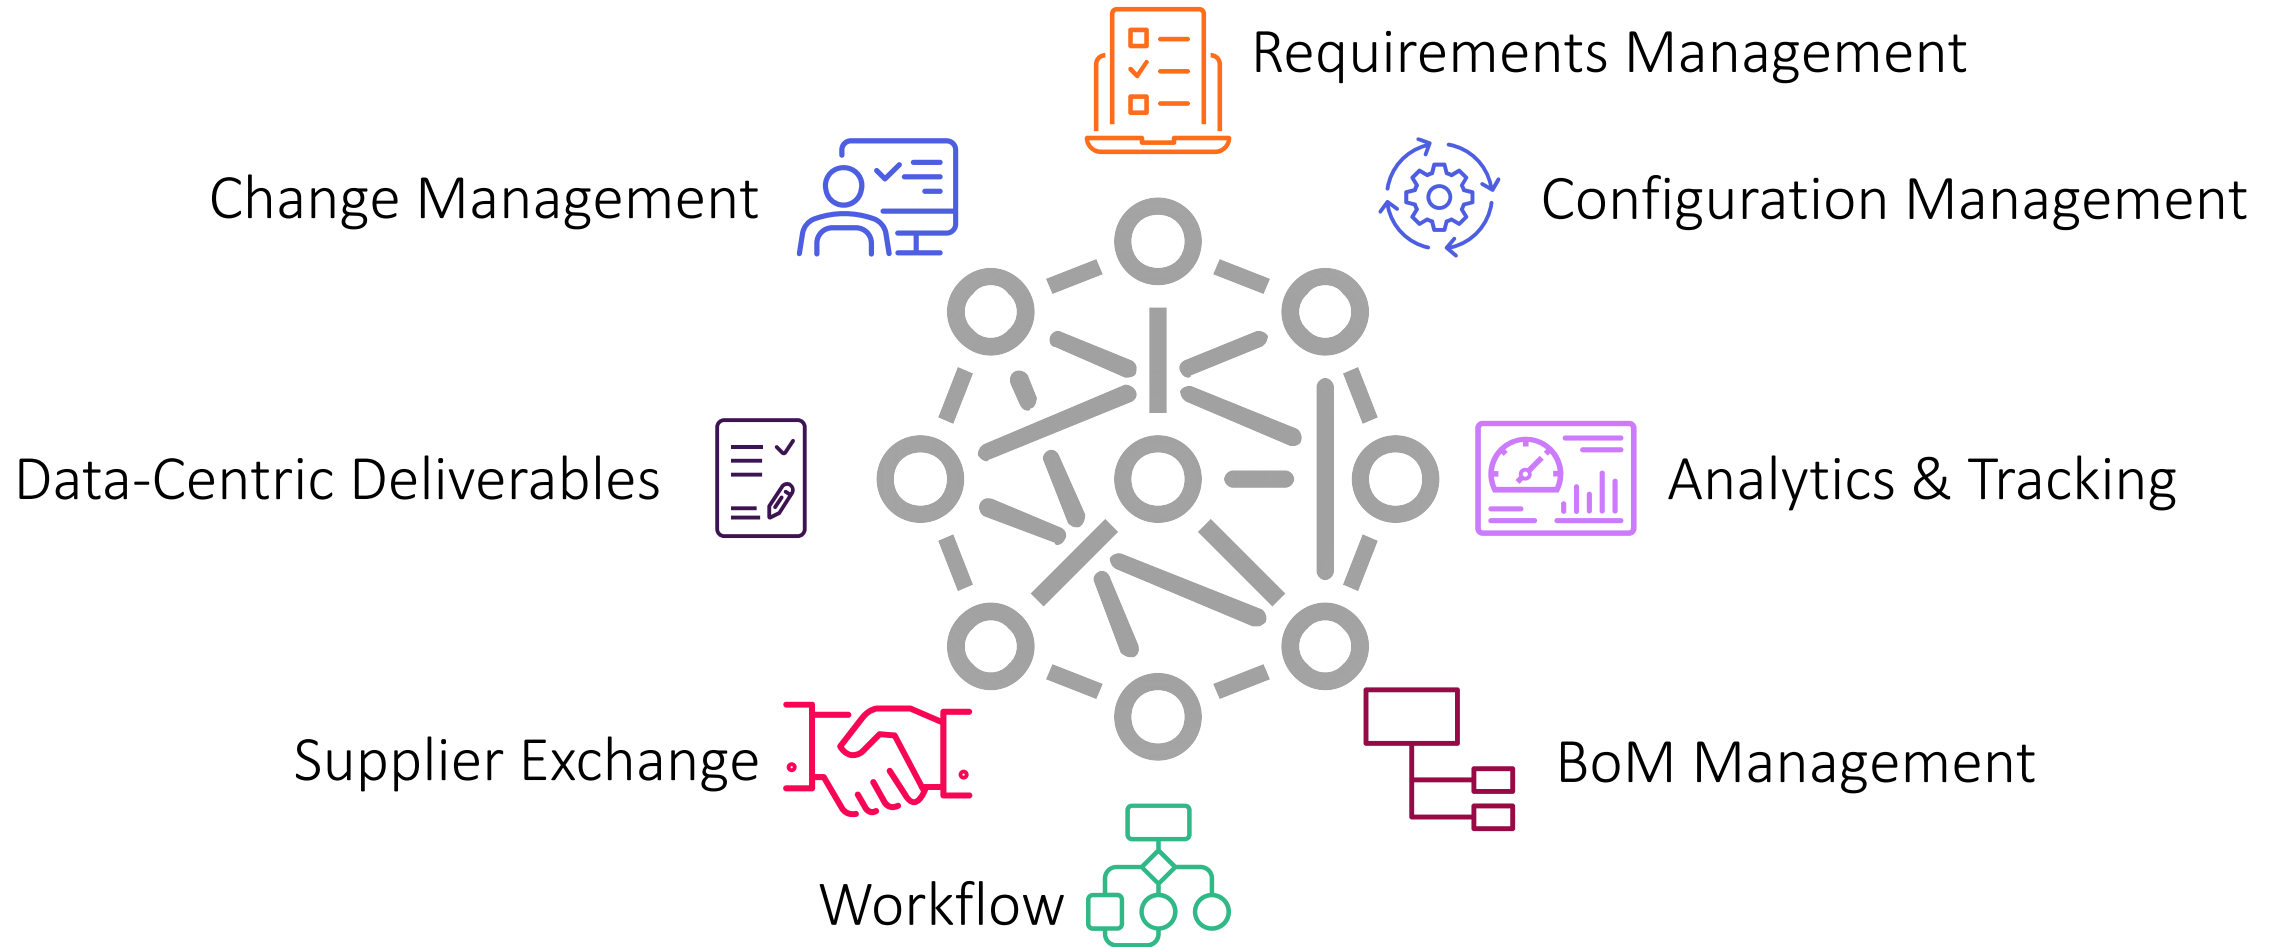 Requirements Management
Change Management
Configuration Management
Data-Centric Deliverables
Analytics & Tracking
Supplier Exchange
BoM Management
Workflow